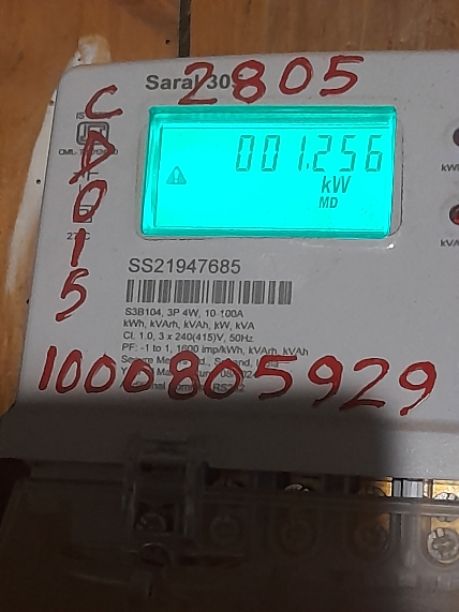 2805
Saral 30
CD015
001.256
kW
MD
SS21947685
S3B104, 3P 4W, 10-100A
kWh, kVArh, kVAh, kW, kVA
Cl. 1.0, 3 x 240(415)V, 50Hz
PF: -1 to 1, 1600 imp/kWh, kVArh, kVAh
1000805929